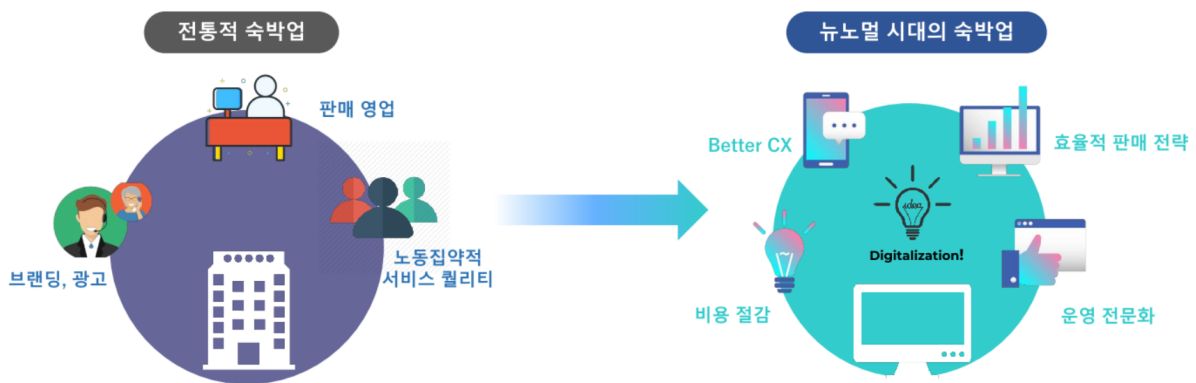 전통적 숙박업
판매 영업
브랜딩, 광고
노동집약적
서비스 퀄리티
뉴노멀 시대의 숙박업
Better CX
효율적 판매 전략
idea
Digitalization!
비용 절감
운영 전문화